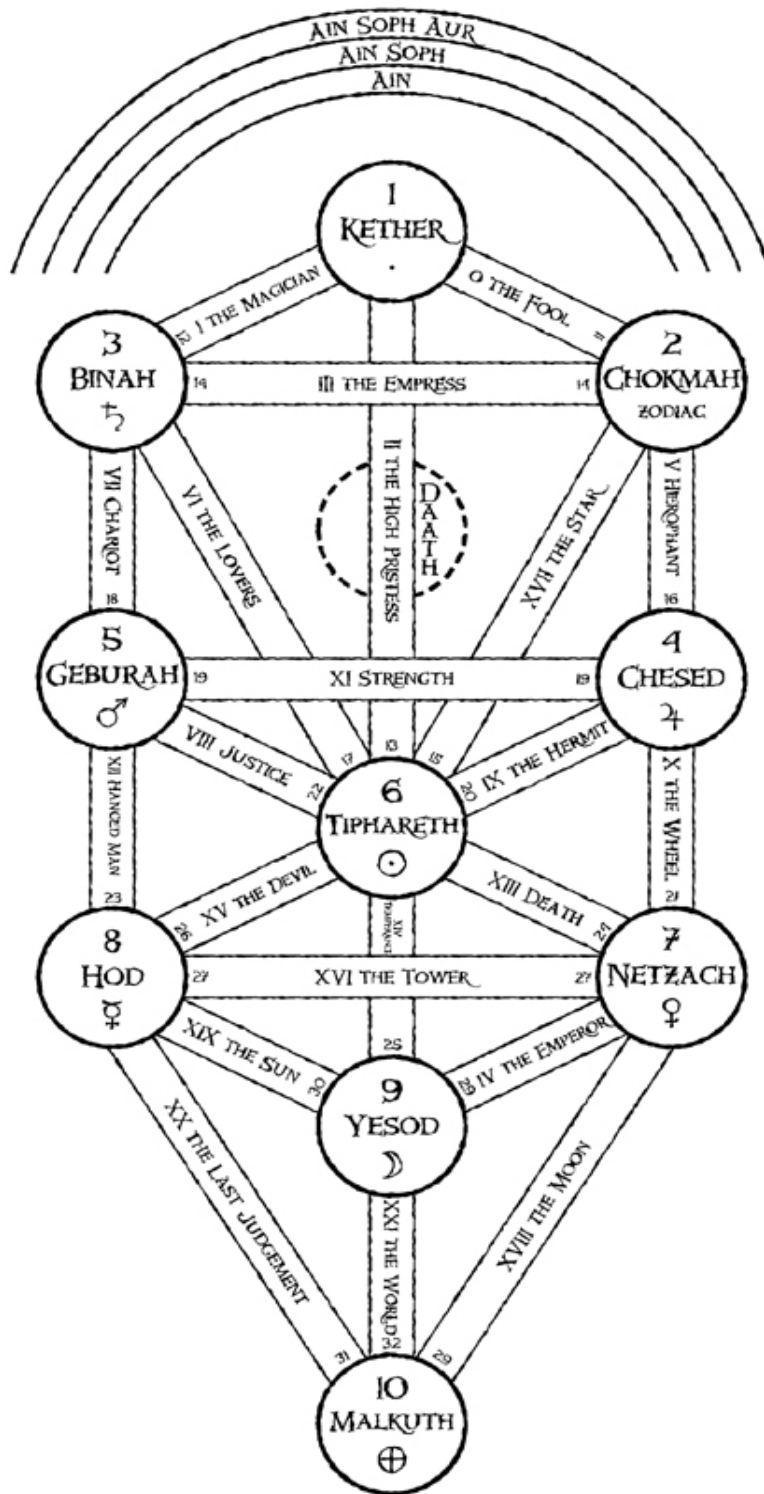 AIN SOPH AUR
AIN SOPH
AIN
1
KETHER
12 I THE MAGICIAN
0 THE FOOL 11
3
BINAH
♄
2
CHOKMAH
ZODIAC
14 III THE EMPRESS 14
VII CHARIOT 18
VI THE LOVERS 17
II THE HIGH PRISTESS 13
DAATH
XVII THE STAR 15
V HIEROPHANT 16
5
GEBURAH
♂
4
CHESED
♃
19 XI STRENGTH 19
VIII JUSTICE 22
20 IX THE HERMIT
6
TIPHARETH
☉
XII HANGED MAN 23
X THE WHEEL 21
26 XV THE DEVIL
XIII DEATH 24
XIV
TEMPERANCE
25
8
HOD
☿
7
NETZACH
♀
27 XVI THE TOWER 27
XIX THE SUN 30
28 IV THE EMPEROR
9
YESOD
☽
XX THE LAST JUDGEMENT 31
XXI THE WORLD 32
XVIII THE MOON 29
10
MALKUTH
⊕